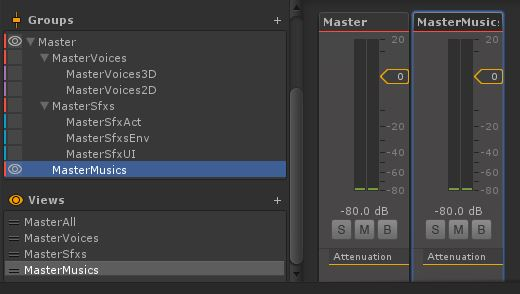 Groups +
Master
MasterVoices
MasterVoices3D
MasterVoices2D
MasterSfxs
MasterSfxAct
MasterSfxsEnv
MasterSfxUI
MasterMusics
Views +
MasterAll
MasterVoices
MasterSfxs
MasterMusics
Master
20
0
-20
-40
-60
-80
-80.0 dB
S M B
Attenuation
MasterMusics
20
0
-20
-40
-60
-80
-80.0 dB
S M B
Attenuation